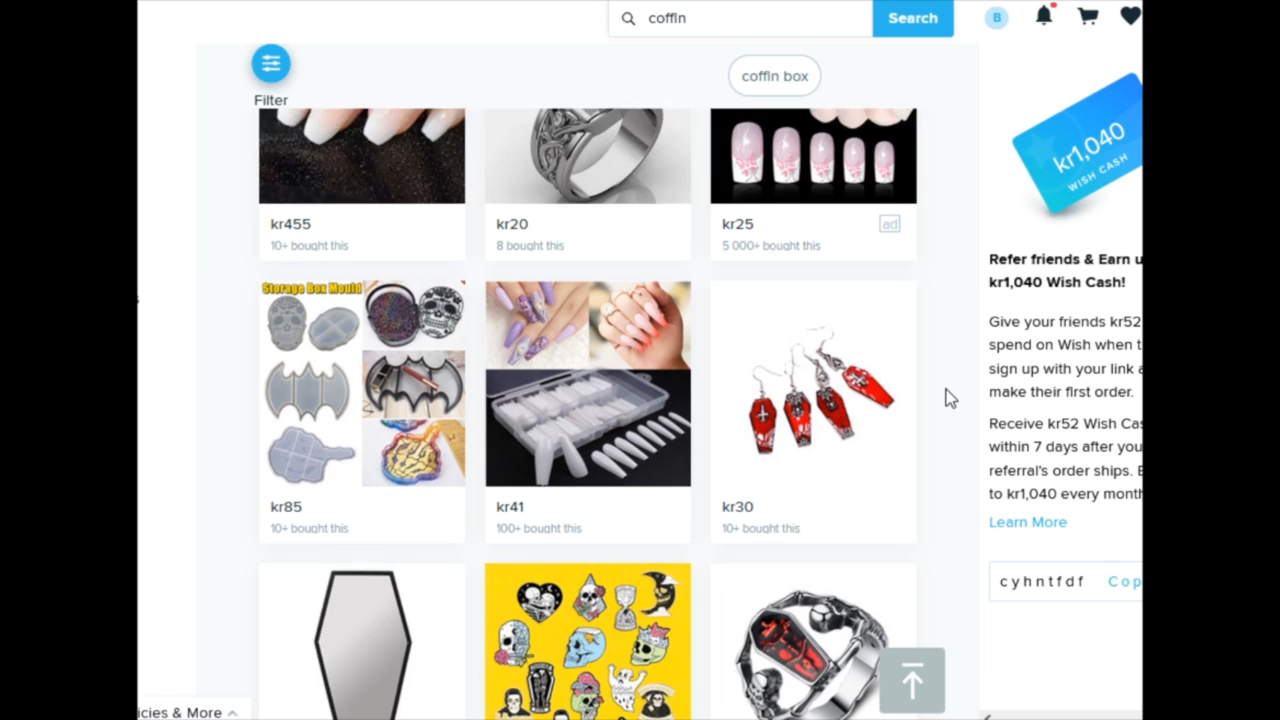 coffin
Search
B
coffin box
Filter
kr1,040
WISH CASH
kr455
10+ bought this
kr20
8 bought this
kr25
ad
5 000+ bought this
Refer friends & Earn u
kr1,040 Wish Cash!
Give your friends kr52
spend on Wish when t
sign up with your link a
make their first order.
Receive kr52 Wish Cas
within 7 days after you
referral's order ships. E
to kr1,040 every month
Learn More
cyhntfdf Cop
Storage Box Mould
kr85
10+ bought this
kr41
100+ bought this
kr30
10+ bought this
icies & More